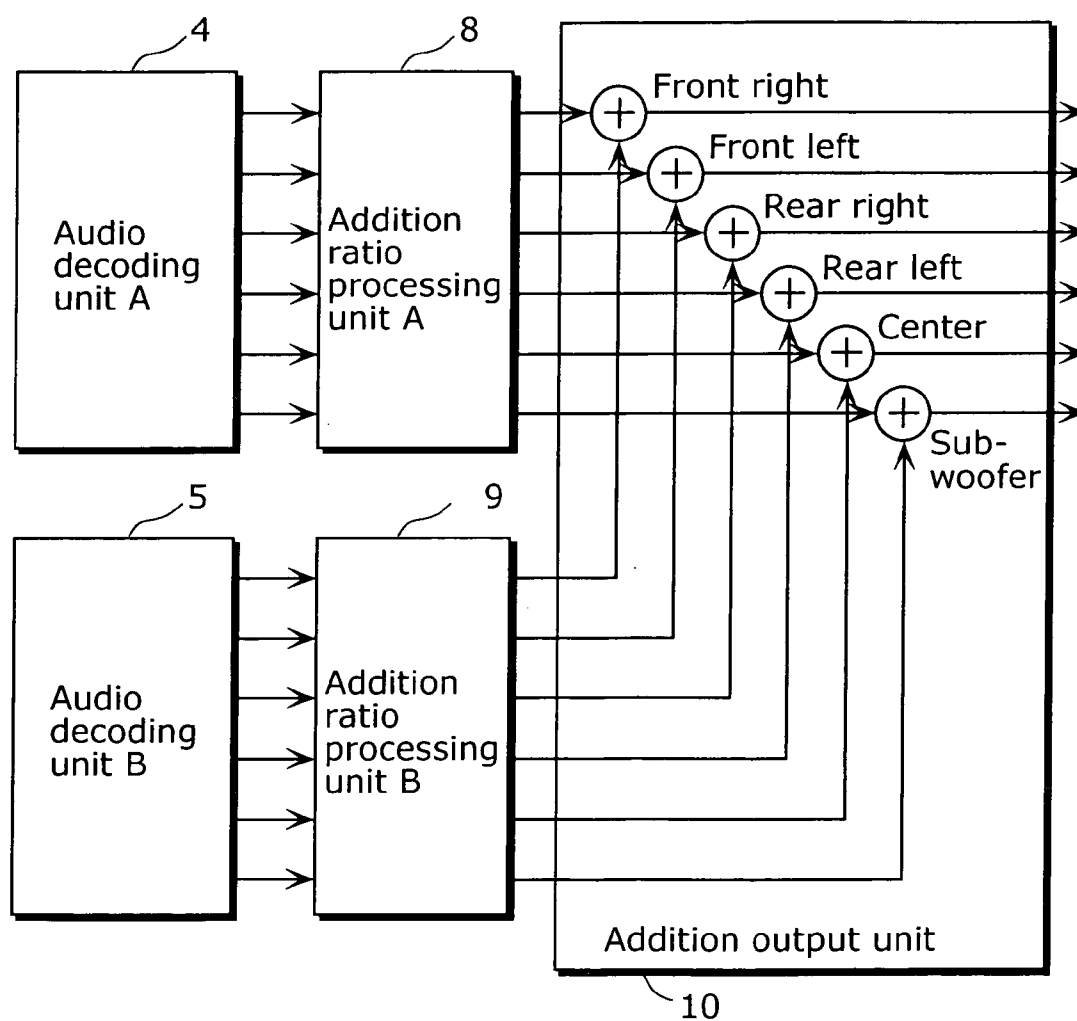 4
8
Audio
decoding
unit A
Addition
ratio
processing
unit A
Front right
Front left
Rear right
Rear left
Center
Sub-
woofer
5
9
Audio
decoding
unit B
Addition
ratio
processing
unit B
Addition output unit
10